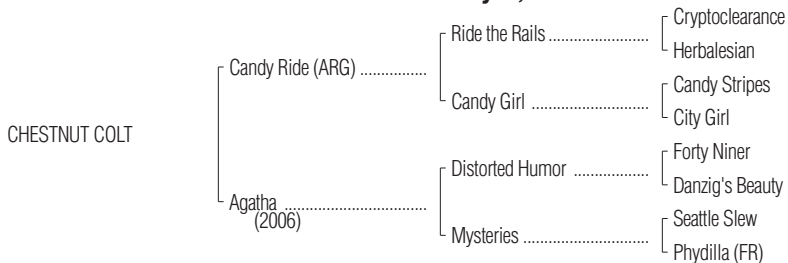 Cryptoclearance
Ride the Rails ......................
Herbalesian
Candy Ride (ARG) ................
Candy Stripes
Candy Girl ..........................
City Girl
CHESTNUT COLT
Forty Niner
Distorted Humor ................
Danzig's Beauty
Agatha ..................................
(2006)
Seattle Slew
Mysteries ...........................
Phydilla (FR)